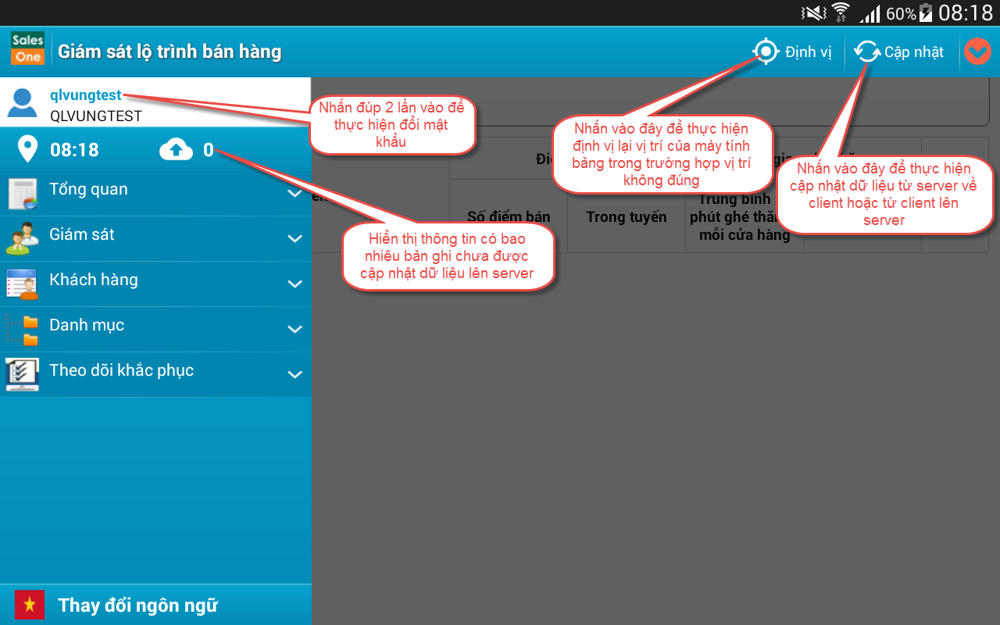 60% 08:18
Sales
One
Giám sát lộ trình bán hàng
Định vị
Cập nhật
qlvungtest
QLVUNGTEST
Nhấn đúp 2 lần vào để
thực hiện đổi mật
khẩu
Nhấn vào đây để thực hiện
định vị lại vị trí của máy tính
bảng trong trường hợp vị trí
không đúng
Nhấn vào đây để thực hiện
cập nhật dữ liệu từ server về
client hoặc từ client lên
server
08:18
0
Tổng quan
Giám sát
Khách hàng
Danh mục
Theo dõi khắc phục
Số điểm bán
Trong tuyến
Trung bình
phút ghé thă
mỗi cửa hàng
Hiển thị thông tin có bao
nhiêu bản ghi chưa được
cập nhật dữ liệu lên server
Thay đổi ngôn ngữ